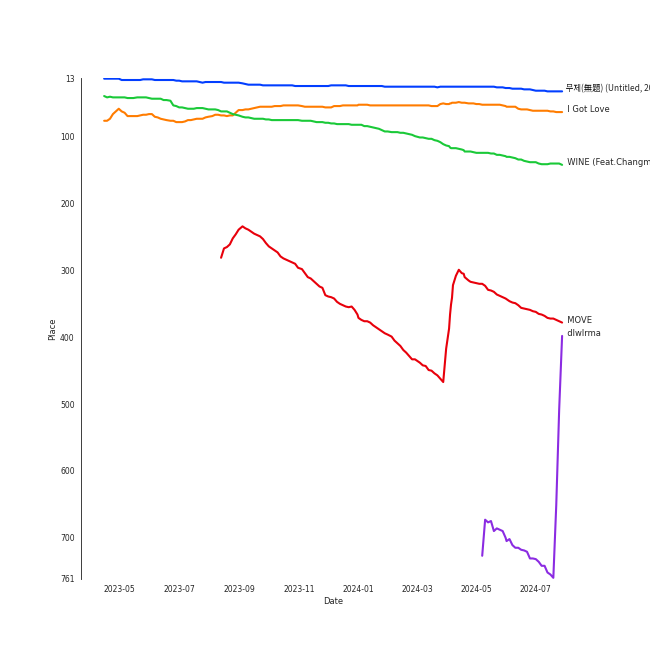 13
100
200
300
400
500
600
700
761
Place
2023-05 2023-07 2023-09 2023-11 2024-01 2024-03 2024-05 2024-07
Date
무제(無題) (Untitled, 20
I Got Love
WINE (Feat.Changm
MOVE
dlwlrma